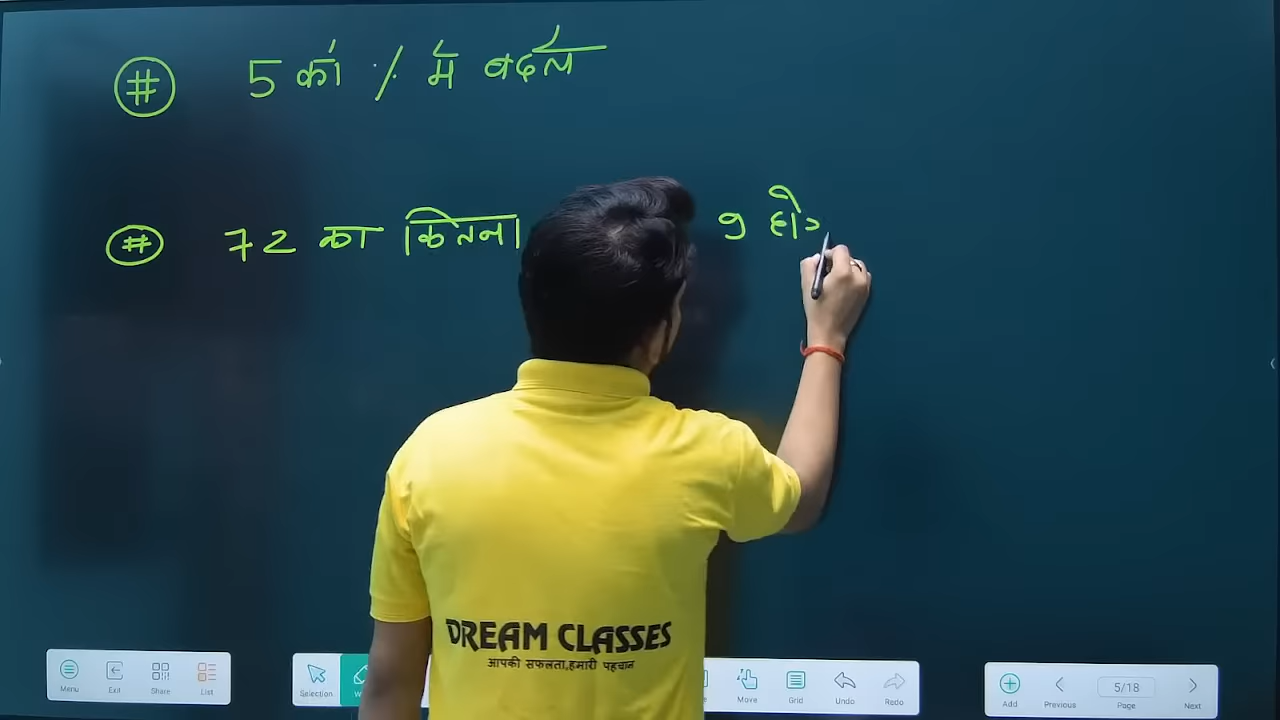 # 5 को % में बदलें
# 72 का कितना 9 हो
DREAM CLASSES
आपकी सफलता,हमारी पहचान
Menu Exit Share List Selection Move Grid Undo Redo Add Previous 5/18 Page Next